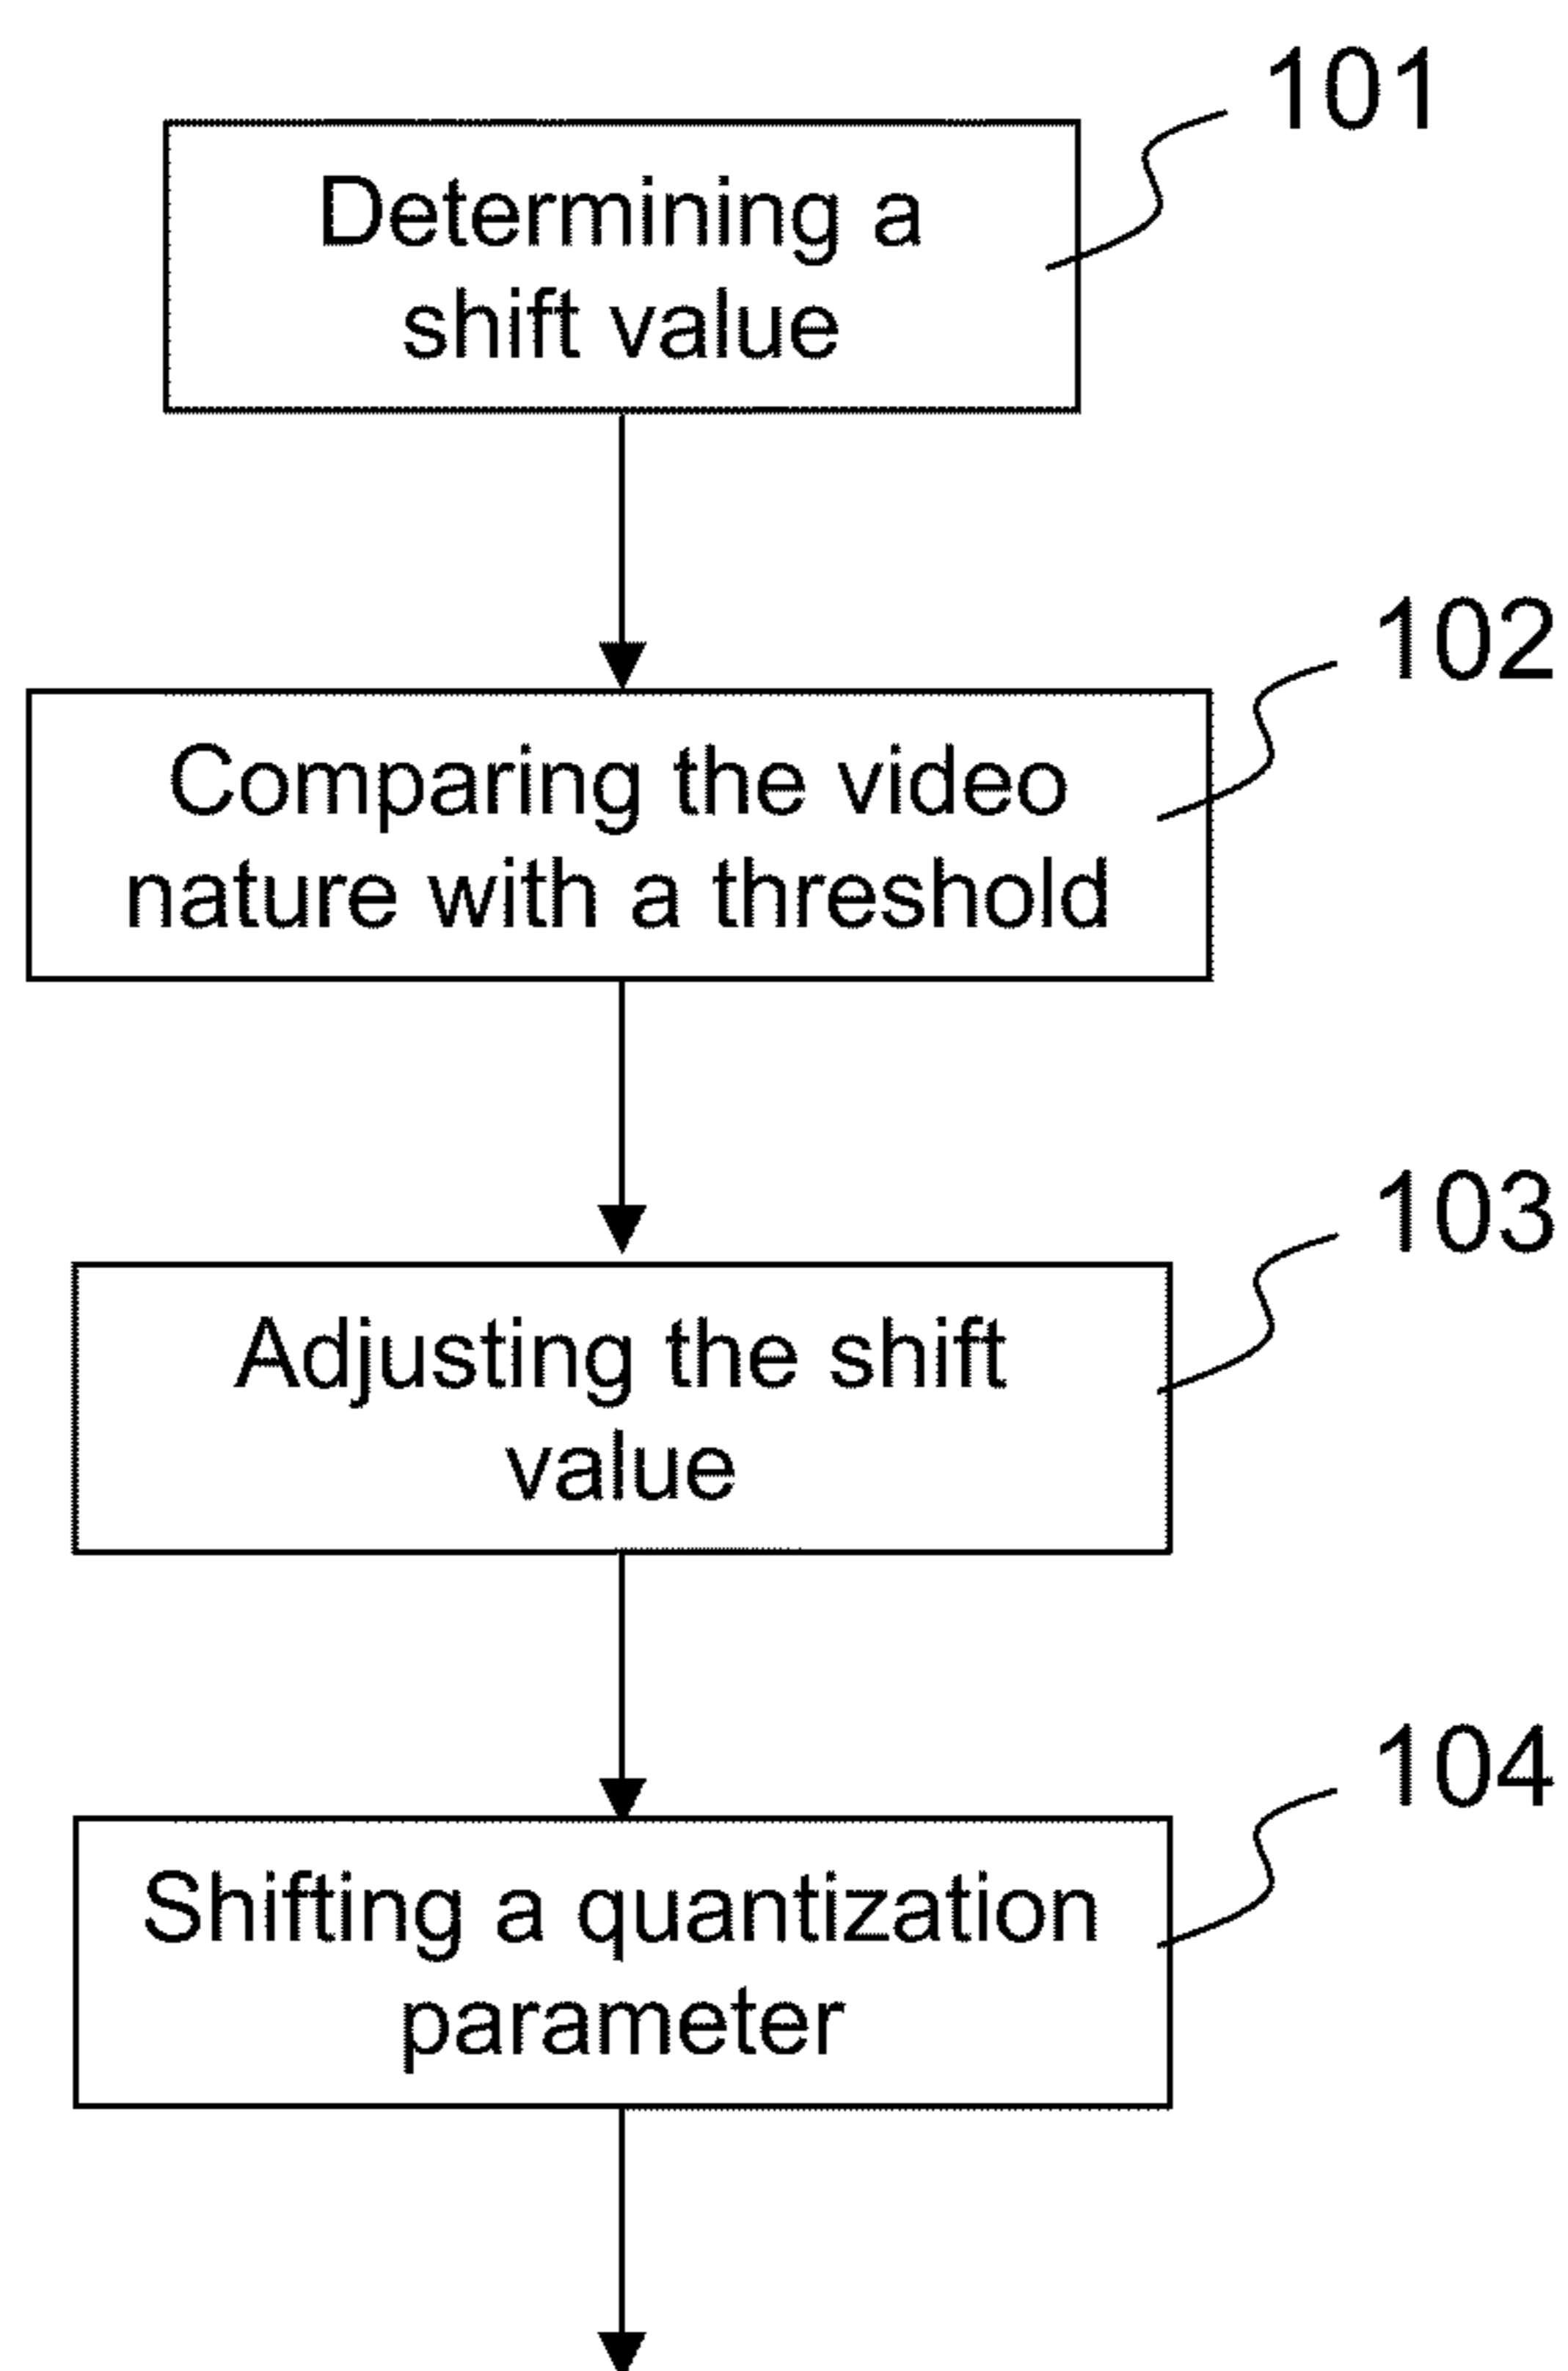 101
Determining a
shift value
102
Comparing the video
nature with a threshold
103
Adjusting the shift
value
104
Shifting a quantization
parameter